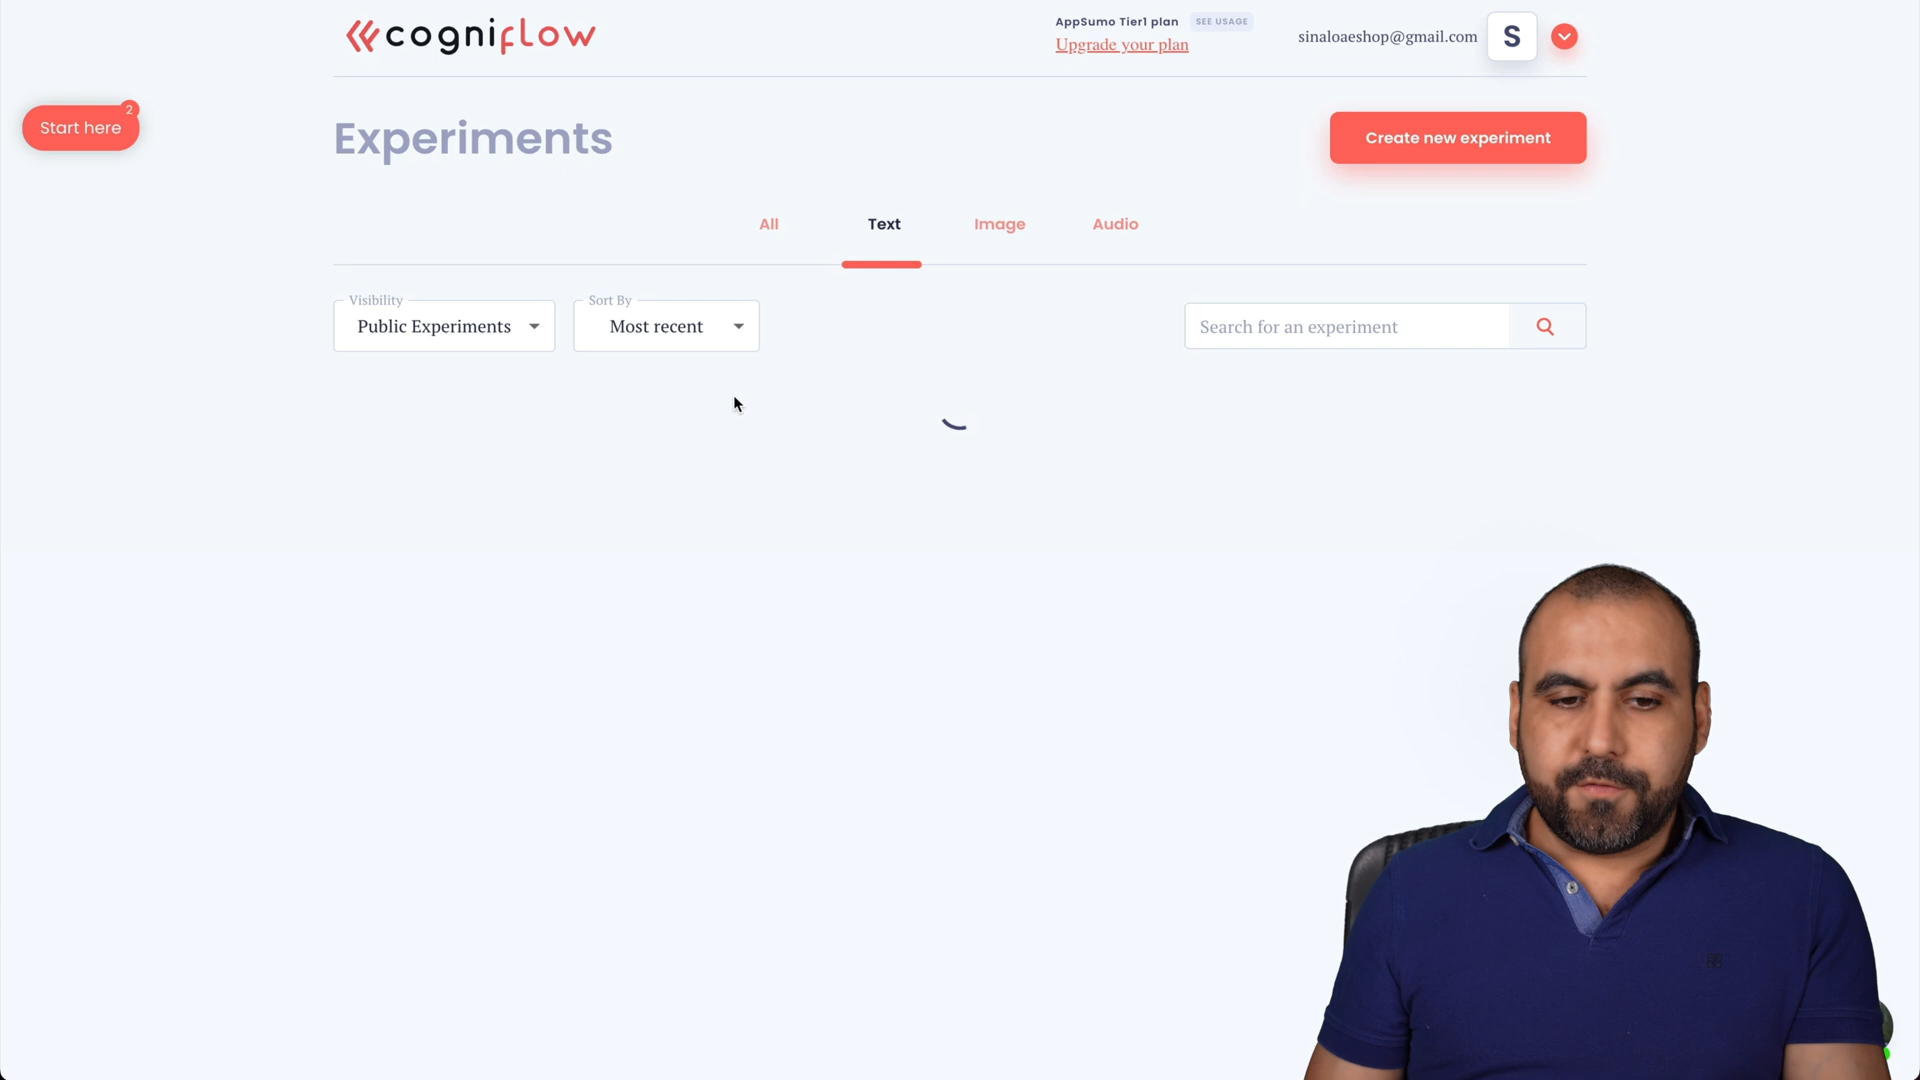 cogniflow
AppSumo Tier1 plan SEE USAGE
Upgrade your plan
sinaloaeshop@gmail.com S
Start here 2
Experiments
Create new experiment
All Text Image Audio
Visibility
Public Experiments
Sort By
Most recent
Search for an experiment